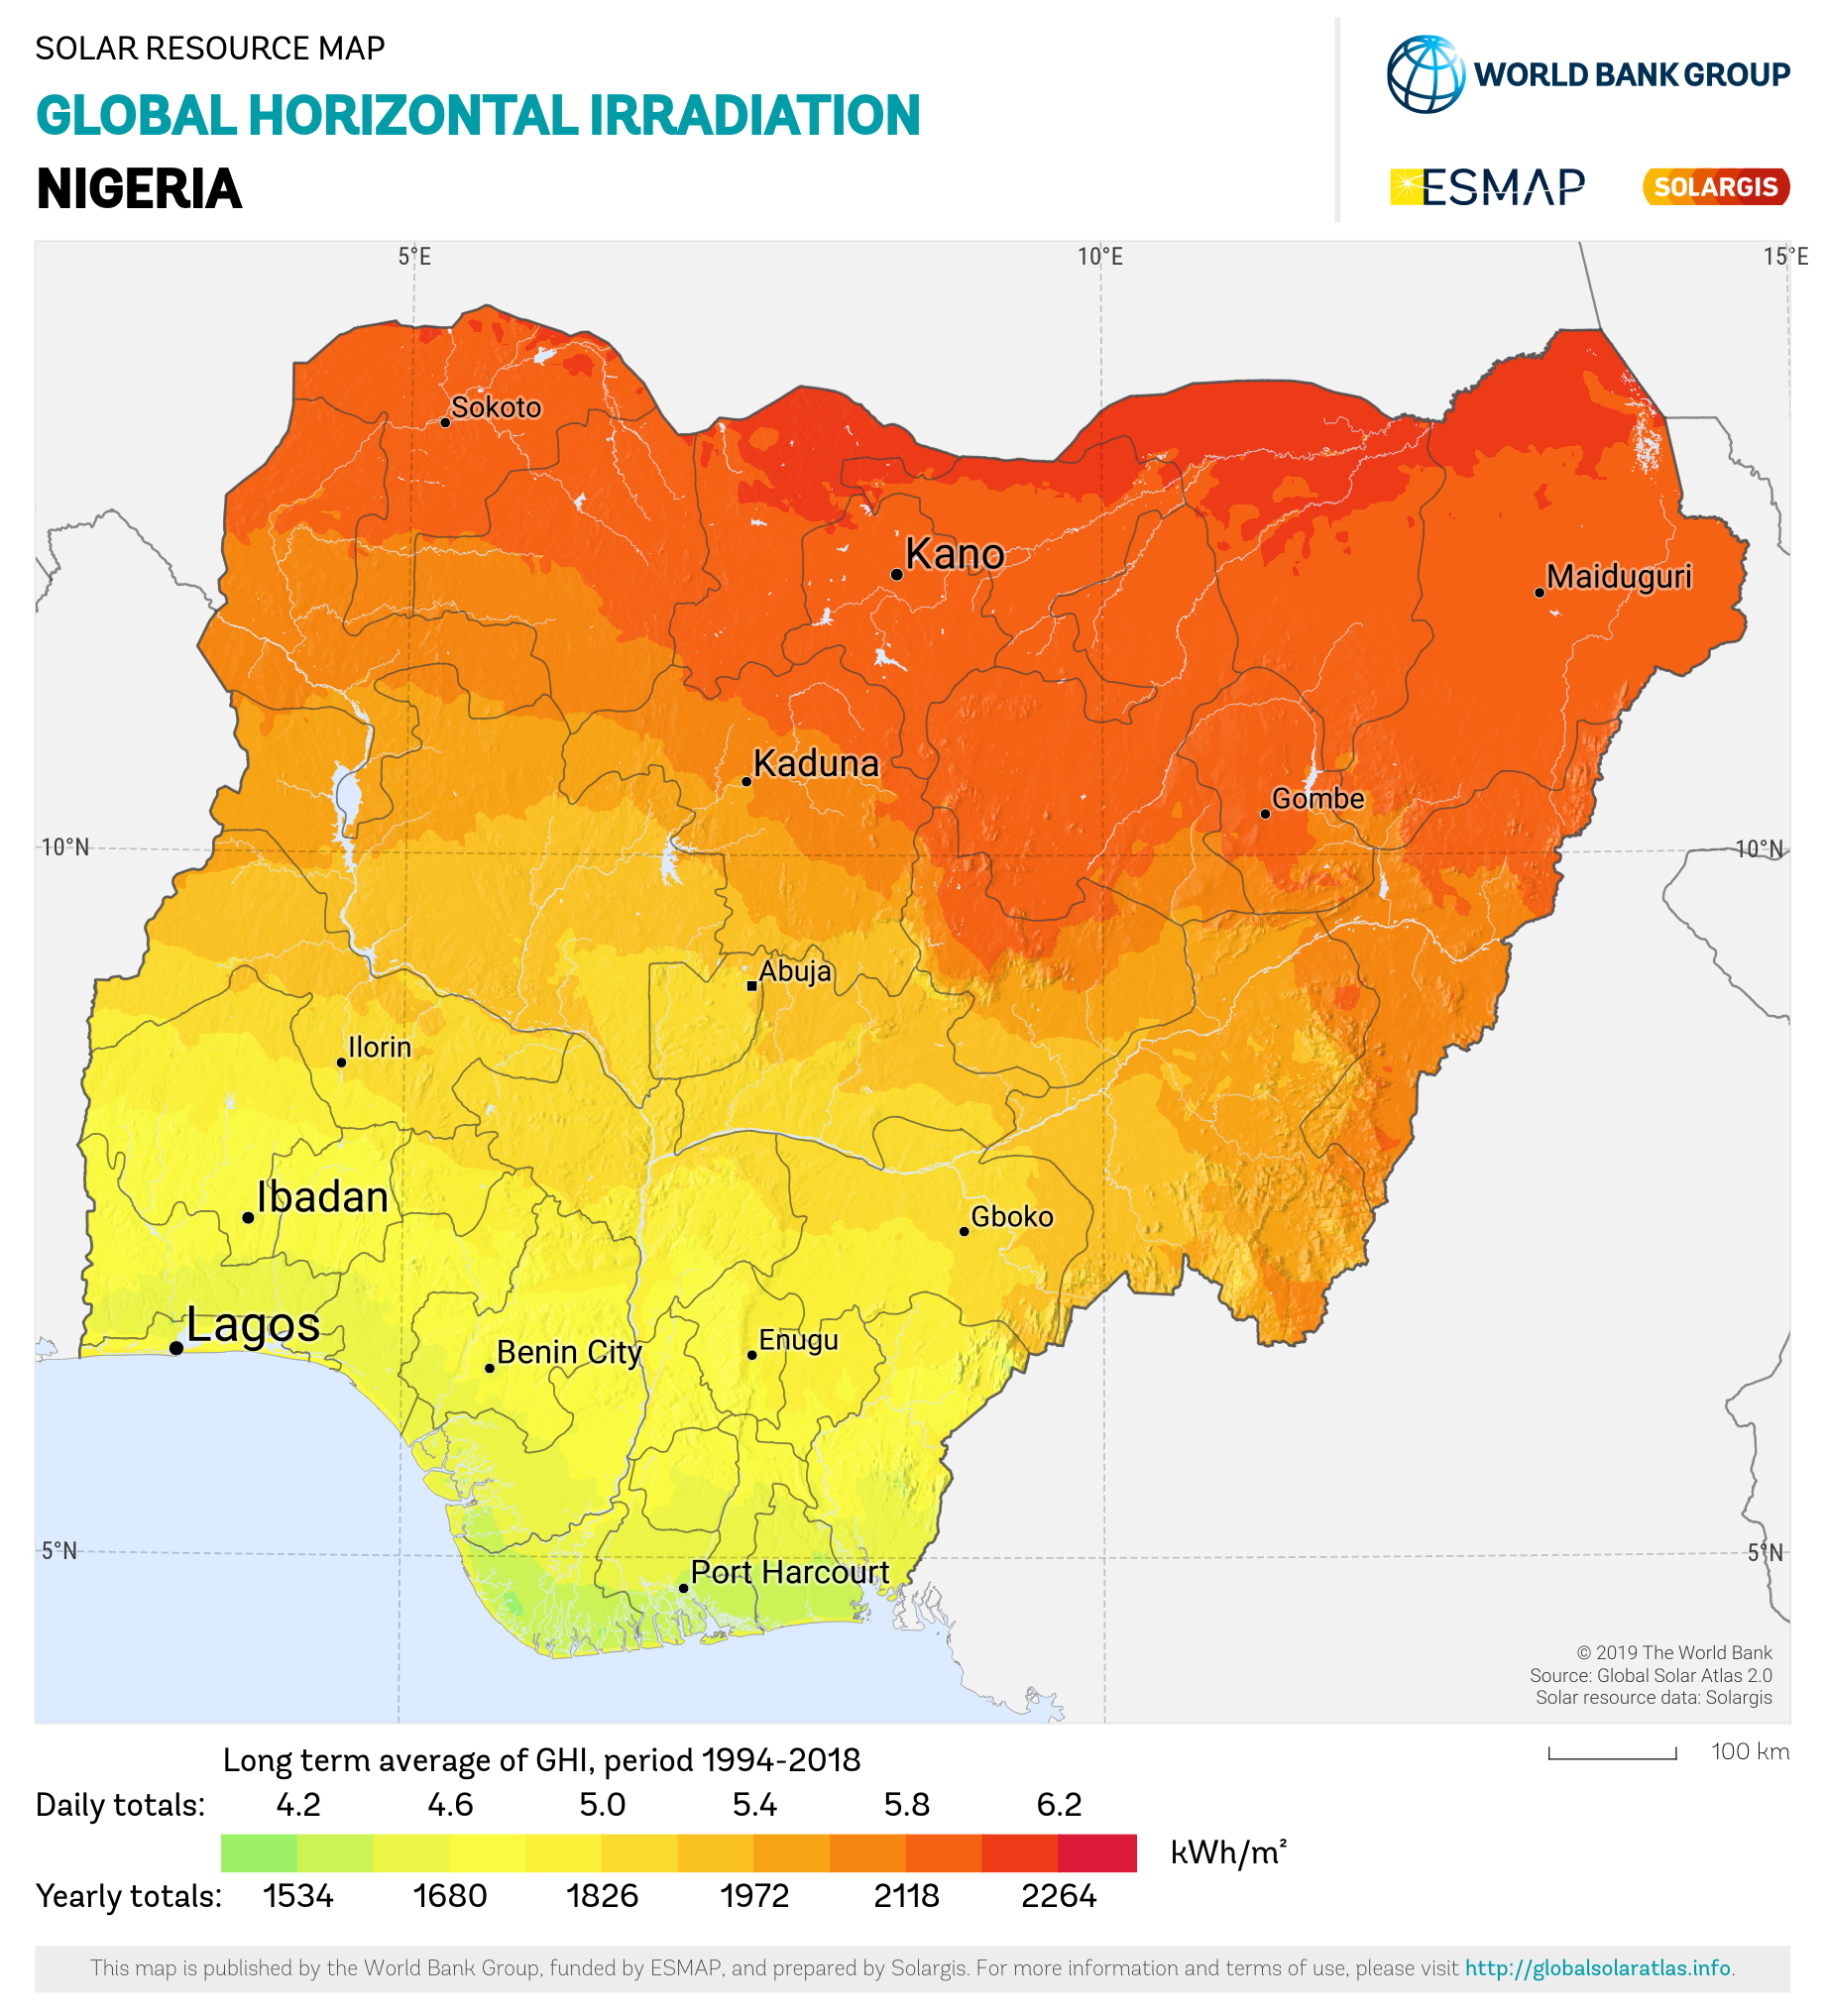 SOLAR RESOURCE MAP
GLOBAL HORIZONTAL IRRADIATION
NIGERIA
WORLD BANK GROUP
ESMAP
SOLARGIS
5°E
10°E
15°E
Sokoto
Kano
Maiduguri
Kaduna
Gombe
10°N
10°N
Abuja
Ilorin
Ibadan
Gboko
Lagos
Benin City
Enugu
5°N
5°N
Port Harcourt
© 2019 The World Bank
Source: Global Solar Atlas 2.0
Solar resource data: Solargis
100 km
Long term average of GHI, period 1994-2018
Daily totals: 4.2 4.6 5.0 5.4 5.8 6.2
kWh/m²
Yearly totals: 1534 1680 1826 1972 2118 2264
This map is published by the World Bank Group, funded by ESMAP, and prepared by Solargis. For more information and terms of use, please visit http://globalsolaratlas.info.